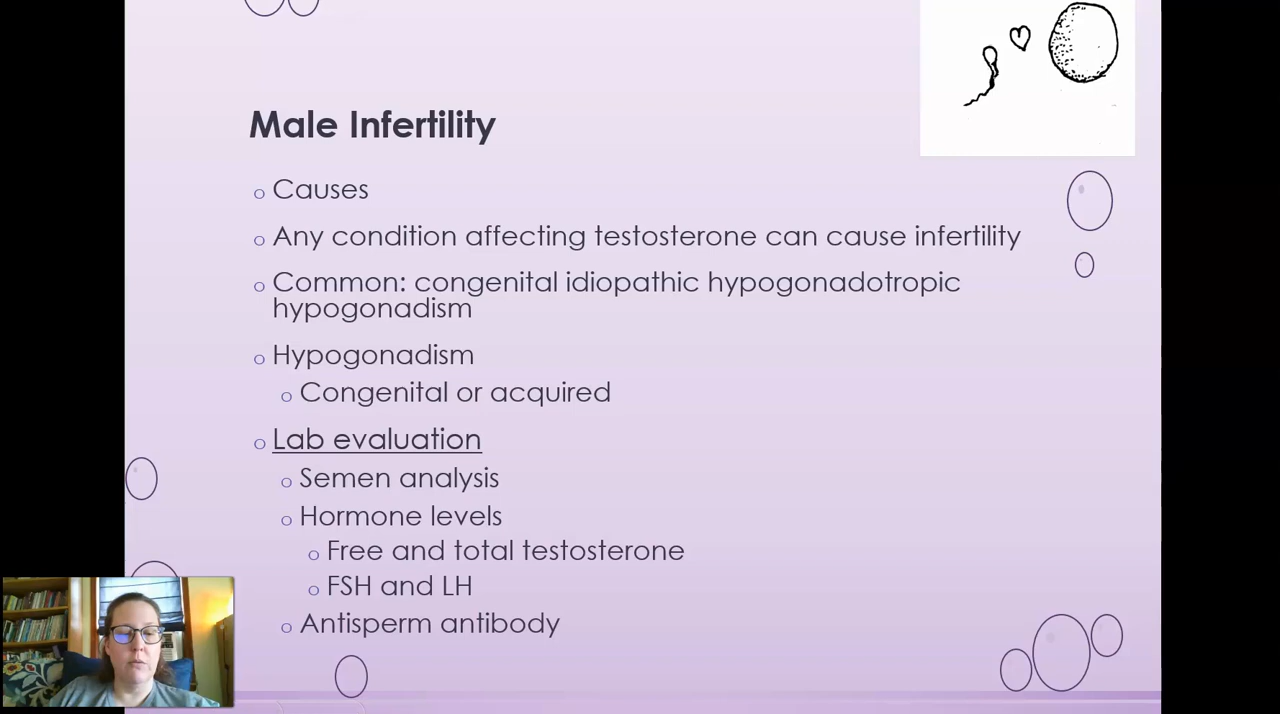 Male Infertility
o Causes
o Any condition affecting testosterone can cause infertility
o Common: congenital idiopathic hypogonadotropic
hypogonadism
o Hypogonadism
o Congenital or acquired
o Lab evaluation
o Semen analysis
o Hormone levels
o Free and total testosterone
o FSH and LH
o Antisperm antibody